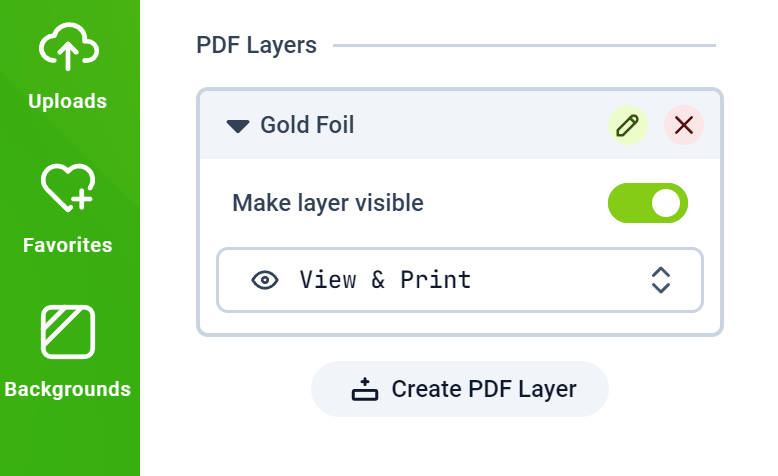 Uploads
Favorites
Backgrounds
PDF Layers
Gold Foil
Make layer visible
View & Print
Create PDF Layer